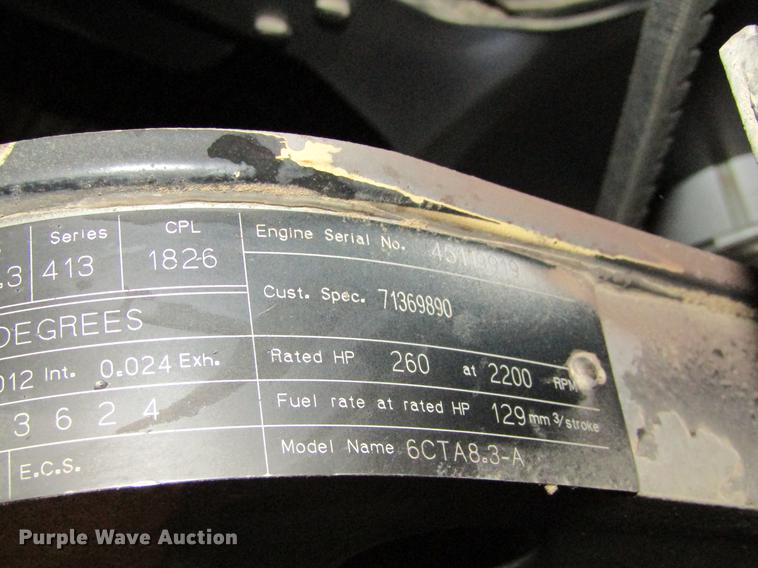 .3
Series
413
CPL
1826
Engine Serial No.
Cust. Spec. 71369890
DEGREES
012 Int. 0.024 Exh.
Rated HP 260 at 2200 RPM
3 6 2 4
Fuel rate at rated HP 129 mm³/stroke
E.C.S.
Model Name 6CTA8.3-A
Purple Wave Auction